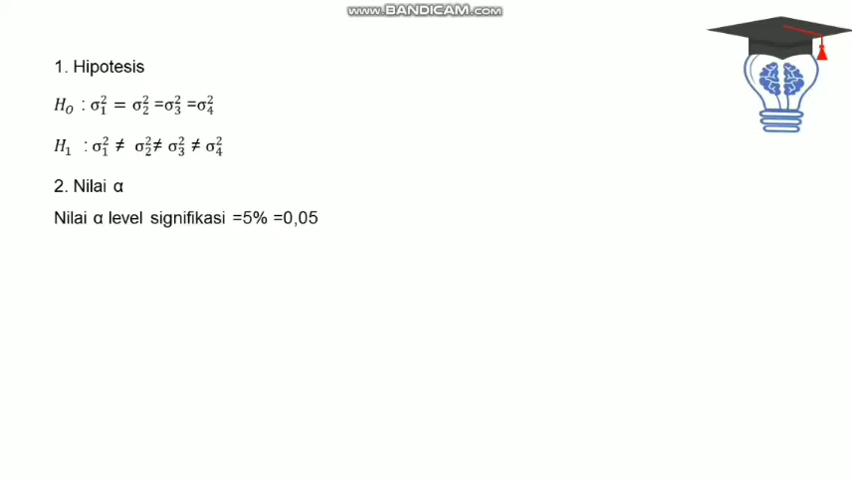 www.BANDICAM.com
1. Hipotesis
H₀ : σ₁² = σ₂² =σ₃² =σ₄²
H₁ : σ₁² ≠ σ₂²≠ σ₃² ≠ σ₄²
2. Nilai α
Nilai α level signifikasi =5% =0,05